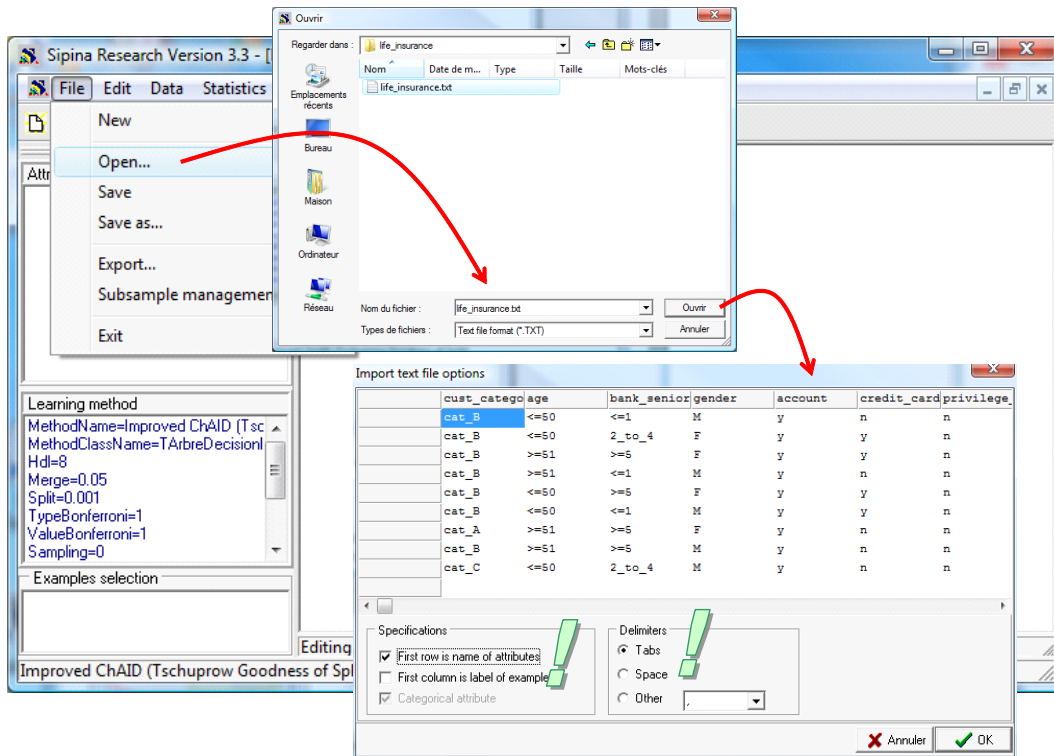 Sipina Research Version 3.3 - [
File Edit Data Statistics
New
Open...
Save
Save as...
Export...
Subsample managemen
Exit
Attr
Learning method
MethodName=Improved ChAID (Tsc
MethodClassName=TArbreDecisionI
Hdl=8
Merge=0.05
Split=0.001
TypeBonferroni=1
ValueBonferroni=1
Sampling=0
Examples selection
Editing
Improved ChAID (Tschuprow Goodness of Spl
Ouvrir
Regarder dans : life_insurance
Nom Date de m... Type Taille Mots-clés
life_insurance.txt
Emplacements
récents
Bureau
Maison
Ordinateur
Réseau
Nom du fichier : life_insurance.txt Ouvrir
Types de fichiers : Text file format (*.TXT) Annuler
Import text file options
cust_catego age bank_senior gender account credit_card privilege_
cat_B <=50 <=1 M y n n
cat_B <=50 2_to_4 F y y n
cat_B >=51 >=5 F y y n
cat_B >=51 <=1 M y n n
cat_B <=50 >=5 F y y n
cat_B <=50 <=1 M y y n
cat_A >=51 >=5 F y n n
cat_B >=51 >=5 M y n n
cat_C <=50 2_to_4 M y n n
Specifications
First row is name of attributes
First column is label of example
Categorical attribute
Delimiters
Tabs
Space
Other ,
Annuler OK